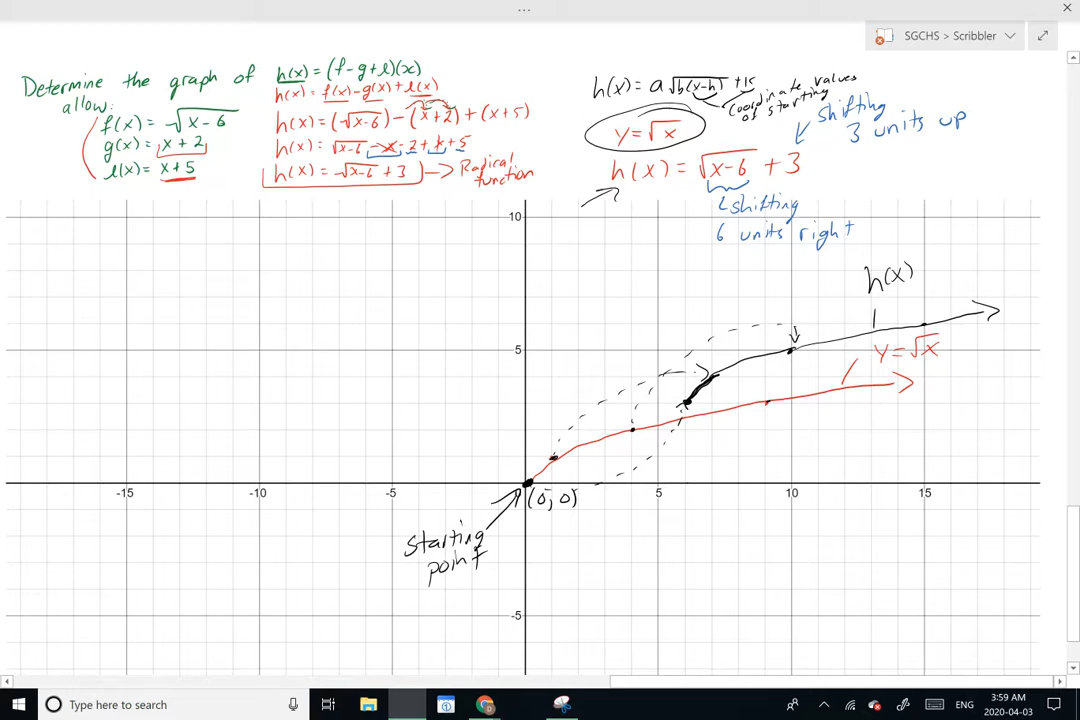 SGCHS > Scribbler
Determine the graph of h(x) = (f-g+l)(x)
allow:
f(x) = √x-6
g(x) = x+2
l(x) = x+5
h(x) = f(x)-g(x)+l(x)
h(x) = (√x-6) - (x+2) + (x+5)
h(x) = √x-6 -x-2+x+5
h(x) = √x-6 +3 → Radical
function
h(x) = a√b(x-h) +k
coordinate values
of starting
y = √x
h(x) = √x-6 + 3
shifting
3 units up
shifting
6 units right
h(x)
y = √x
(0, 0)
starting
point
10
5
-5
-15
-10
-5
5
10
15
Type here to search
ENG
3:59 AM
2020-04-03